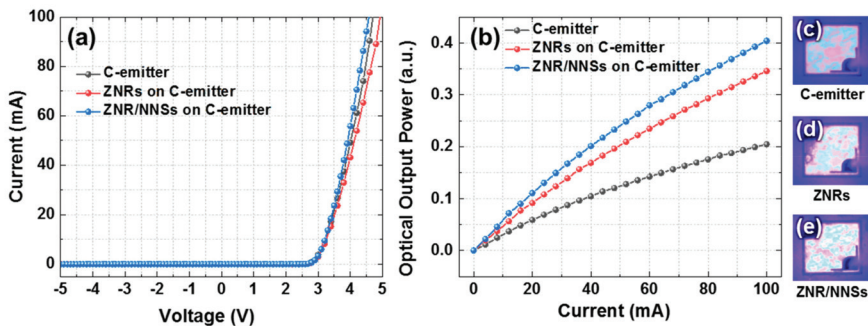 (a)
C-emitter
ZNRs on C-emitter
ZNR/NNSs on C-emitter
Current (mA)
100
80
60
40
20
0
-5 -4 -3 -2 -1 0 1 2 3 4 5
Voltage (V)
(b)
C-emitter
ZNRs on C-emitter
ZNR/NNSs on C-emitter
Optical Output Power (a.u.)
0.4
0.3
0.2
0.1
0.0
0 20 40 60 80 100
Current (mA)
(c)
C-emitter
(d)
ZNRs
(e)
ZNR/NNSs